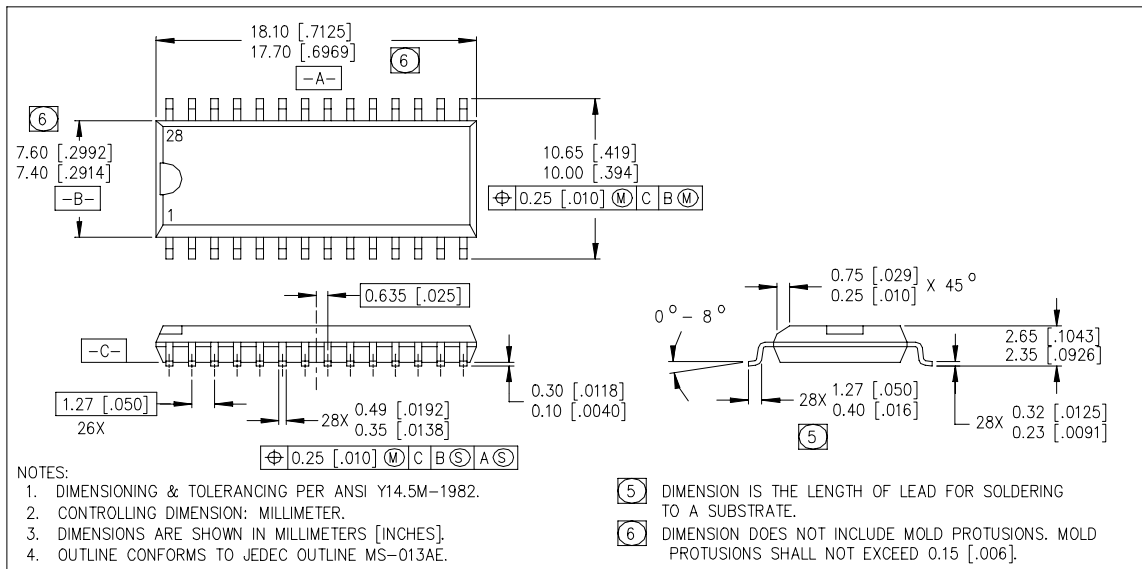 18.10 [.7125]
17.70 [.6969]
-A-
6
6
7.60 [.2992]
7.40 [.2914]
-B-
28
1
10.65 [.419]
10.00 [.394]
⌖ 0.25 [.010] Ⓜ C B Ⓜ
0.635 [.025]
-C-
1.27 [.050]
26X
28X 0.49 [.0192]
0.35 [.0138]
⌖ 0.25 [.010] Ⓜ C B Ⓢ A Ⓢ
0.30 [.0118]
0.10 [.0040]
0.75 [.029]
0.25 [.010] X 45°
0° - 8°
2.65 [.1043]
2.35 [.0926]
28X 1.27 [.050]
0.40 [.016]
5
28X 0.32 [.0125]
0.23 [.0091]
NOTES:
1. DIMENSIONING & TOLERANCING PER ANSI Y14.5M-1982.
2. CONTROLLING DIMENSION: MILLIMETER.
3. DIMENSIONS ARE SHOWN IN MILLIMETERS [INCHES].
4. OUTLINE CONFORMS TO JEDEC OUTLINE MS-013AE.
5 DIMENSION IS THE LENGTH OF LEAD FOR SOLDERING
TO A SUBSTRATE.
6 DIMENSION DOES NOT INCLUDE MOLD PROTUSIONS. MOLD
PROTUSIONS SHALL NOT EXCEED 0.15 [.006].